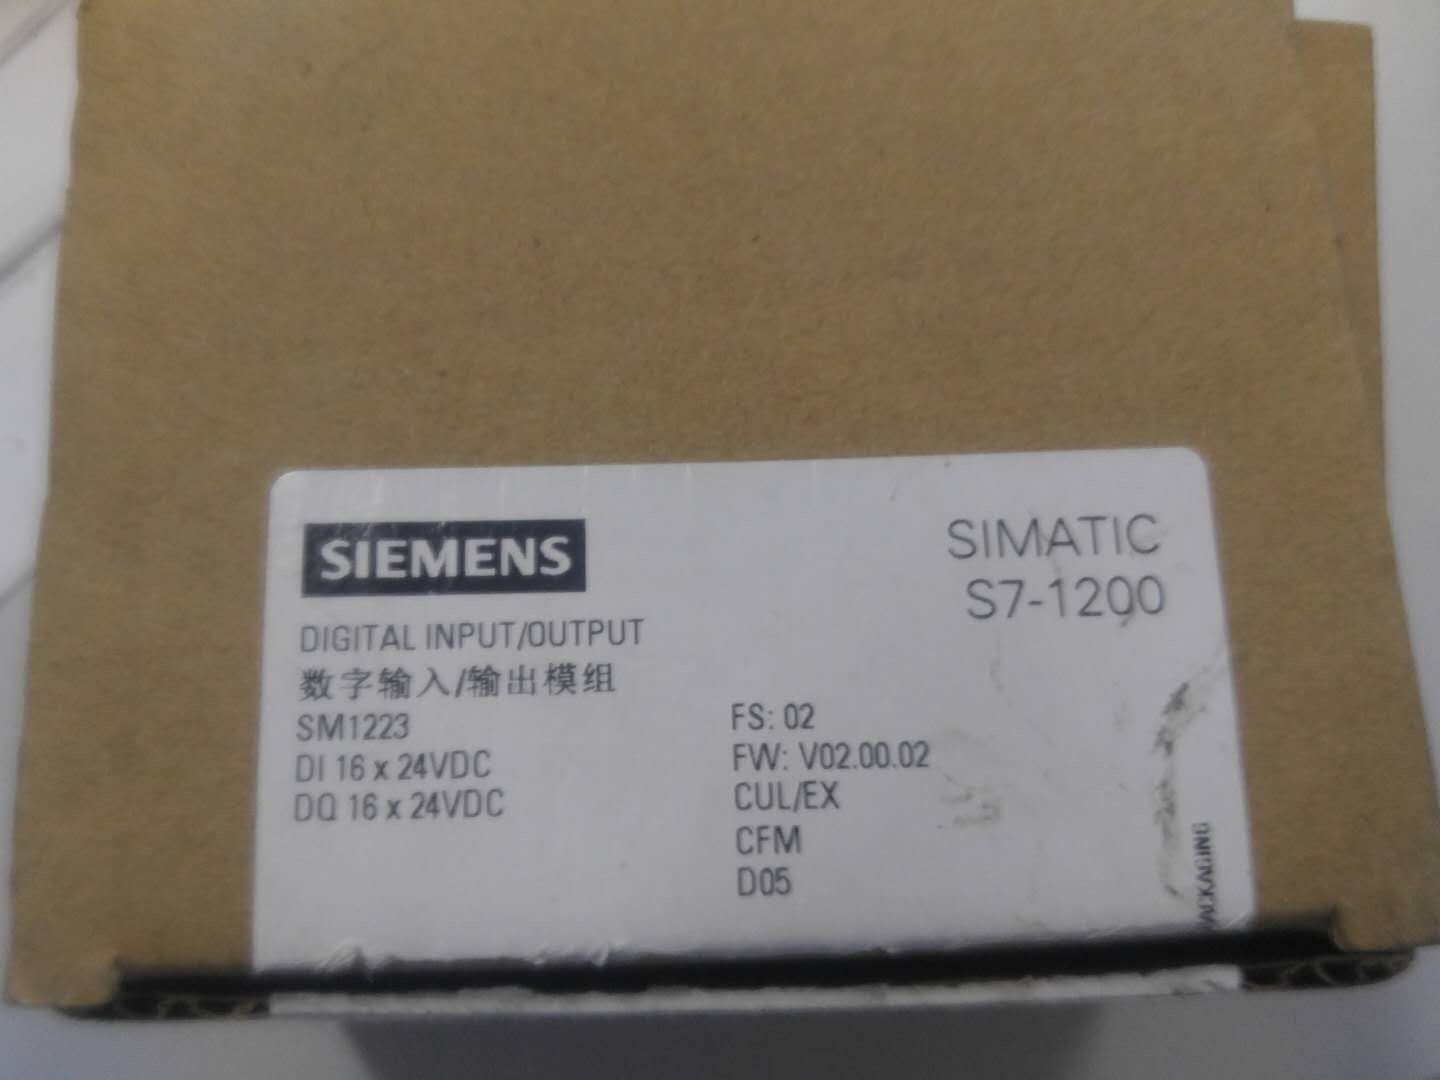 SIEMENS
SIMATIC
S7-1200
DIGITAL INPUT/OUTPUT
数字输入/输出模组
SM1223
DI 16 x 24VDC
DQ 16 x 24VDC
FS: 02
FW: V02.00.02
CUL/EX
CFM
D05
PACKAGING